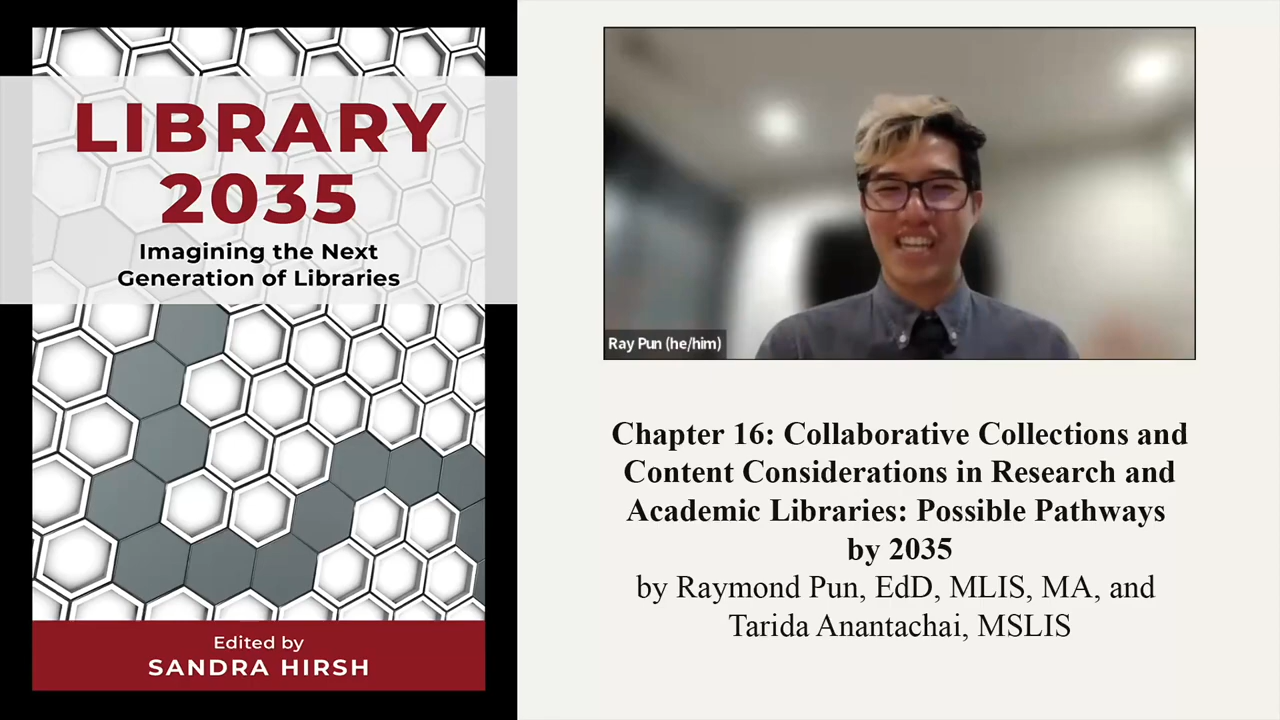 LIBRARY
2035
Imagining the Next
Generation of Libraries
Edited by
SANDRA HIRSH
Ray Pun (he/him)
Chapter 16: Collaborative Collections and
Content Considerations in Research and
Academic Libraries: Possible Pathways
by 2035
by Raymond Pun, EdD, MLIS, MA, and
Tarida Anantachai, MSLIS